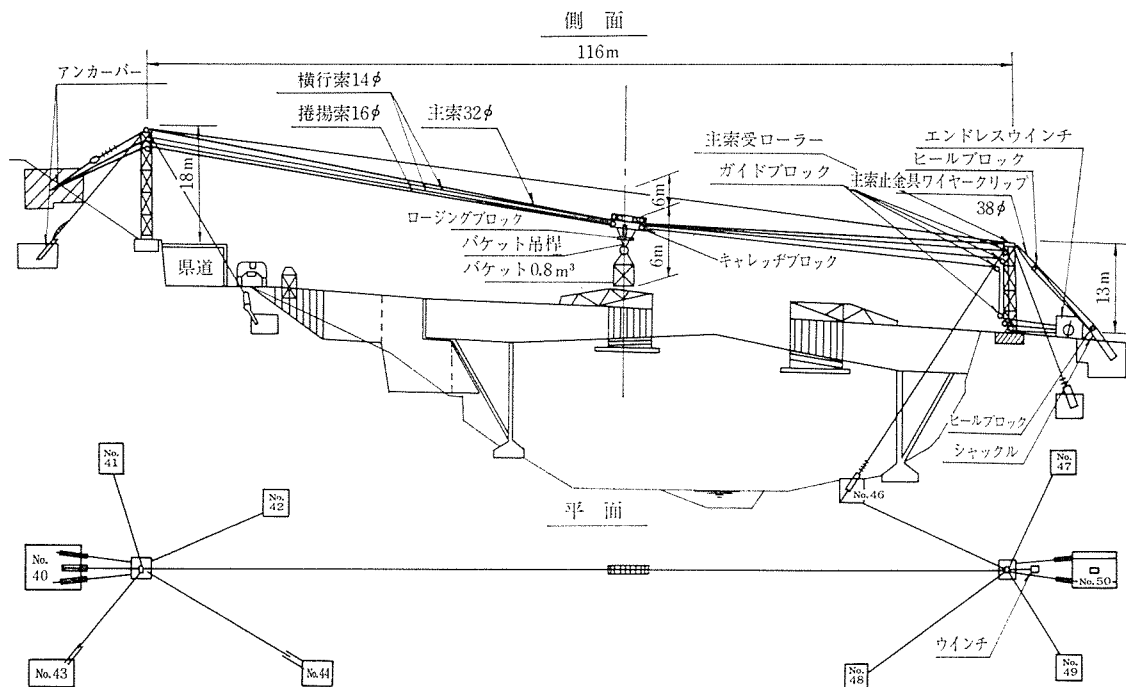 側面
116m
アンカーバー
横行索14φ
捲揚索16φ
主索32φ
主索受ローラー
ガイドブロック
エンドレスウインチ
ヒールブロック
主索止金具ワイヤークリップ
38φ
18m
6m
6m
ロージングブロック
バケット吊桿
バケット0.8m³
キャレッヂブロック
13m
県道
ヒールブロック
シャックル
平面
No.
41
No.
42
No.46
No.
47
No.
40
No.50
No.43
No.44
No.
48
ウインチ
No.
49